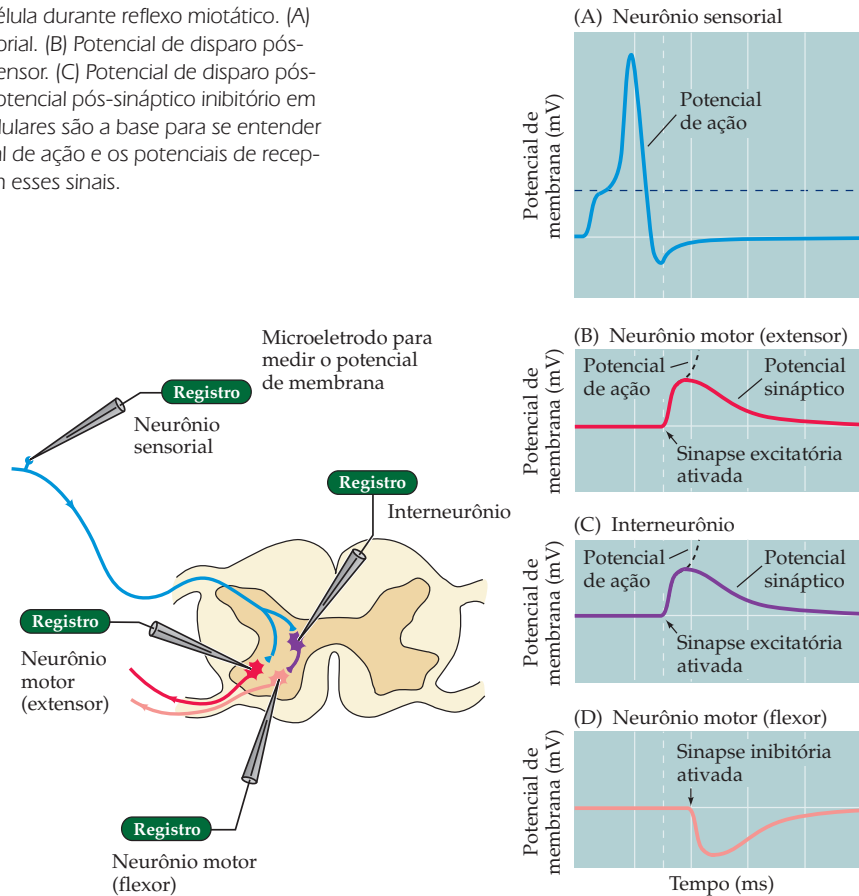 élula durante reflexo miotático. (A)
orial. (B) Potencial de disparo pós-
ensor. (C) Potencial de disparo pós-
otencial pós-sináptico inibitório em
lulares são a base para se entender
al de ação e os potenciais de recep-
n esses sinais.
Microeletrodo para
medir o potencial
de membrana
Registro
Neurônio
sensorial
Registro
Interneurônio
Registro
Neurônio
motor
(extensor)
Registro
Neurônio motor
(flexor)
(A) Neurônio sensorial
Potencial de
membrana (mV)
Potencial
de ação
(B) Neurônio motor (extensor)
Potencial de
membrana (mV)
Potencial
de ação
Potencial
sináptico
Sinapse excitatória
ativada
(C) Interneurônio
Potencial de
membrana (mV)
Potencial
de ação
Potencial
sináptico
Sinapse excitatória
ativada
(D) Neurônio motor (flexor)
Potencial de
membrana (mV)
Sinapse inibitória
ativada
Tempo (ms)